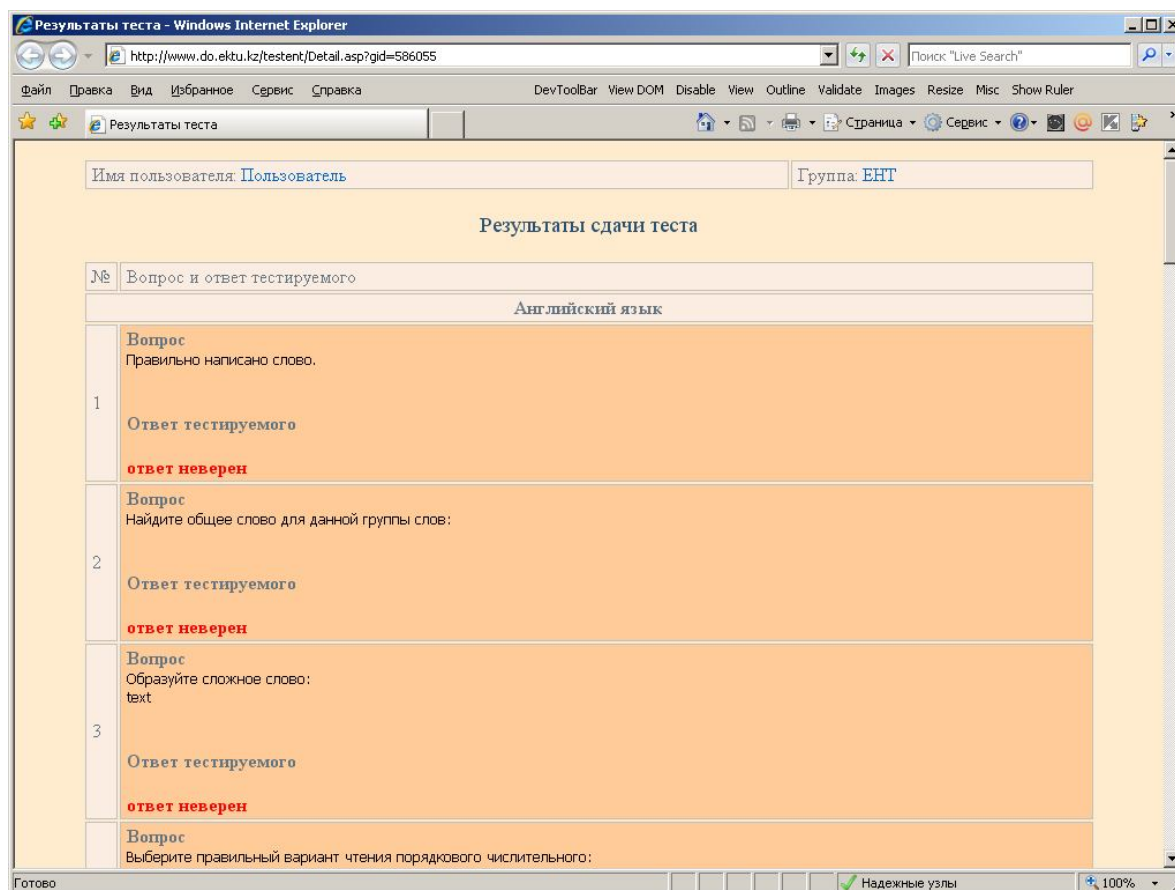 Результаты теста - Windows Internet Explorer
http://www.do.ektu.kz/testent/Detail.asp?gid=586055
Поиск "Live Search"
Файл Правка Вид Избранное Сервис Справка DevToolBar View DOM Disable View Outline Validate Images Resize Misc Show Ruler
Результаты теста Страница Сервис
Имя пользователя: Пользователь Группа: ЕНТ
Результаты сдачи теста
№ Вопрос и ответ тестируемого
Английский язык
Вопрос
Правильно написано слово.
1
Ответ тестируемого
ответ неверен
Вопрос
Найдите общее слово для данной группы слов:
2
Ответ тестируемого
ответ неверен
Вопрос
Образуйте сложное слово:
text
3
Ответ тестируемого
ответ неверен
Вопрос
Выберите правильный вариант чтения порядкового числительного:
Готово Надежные узлы 100%